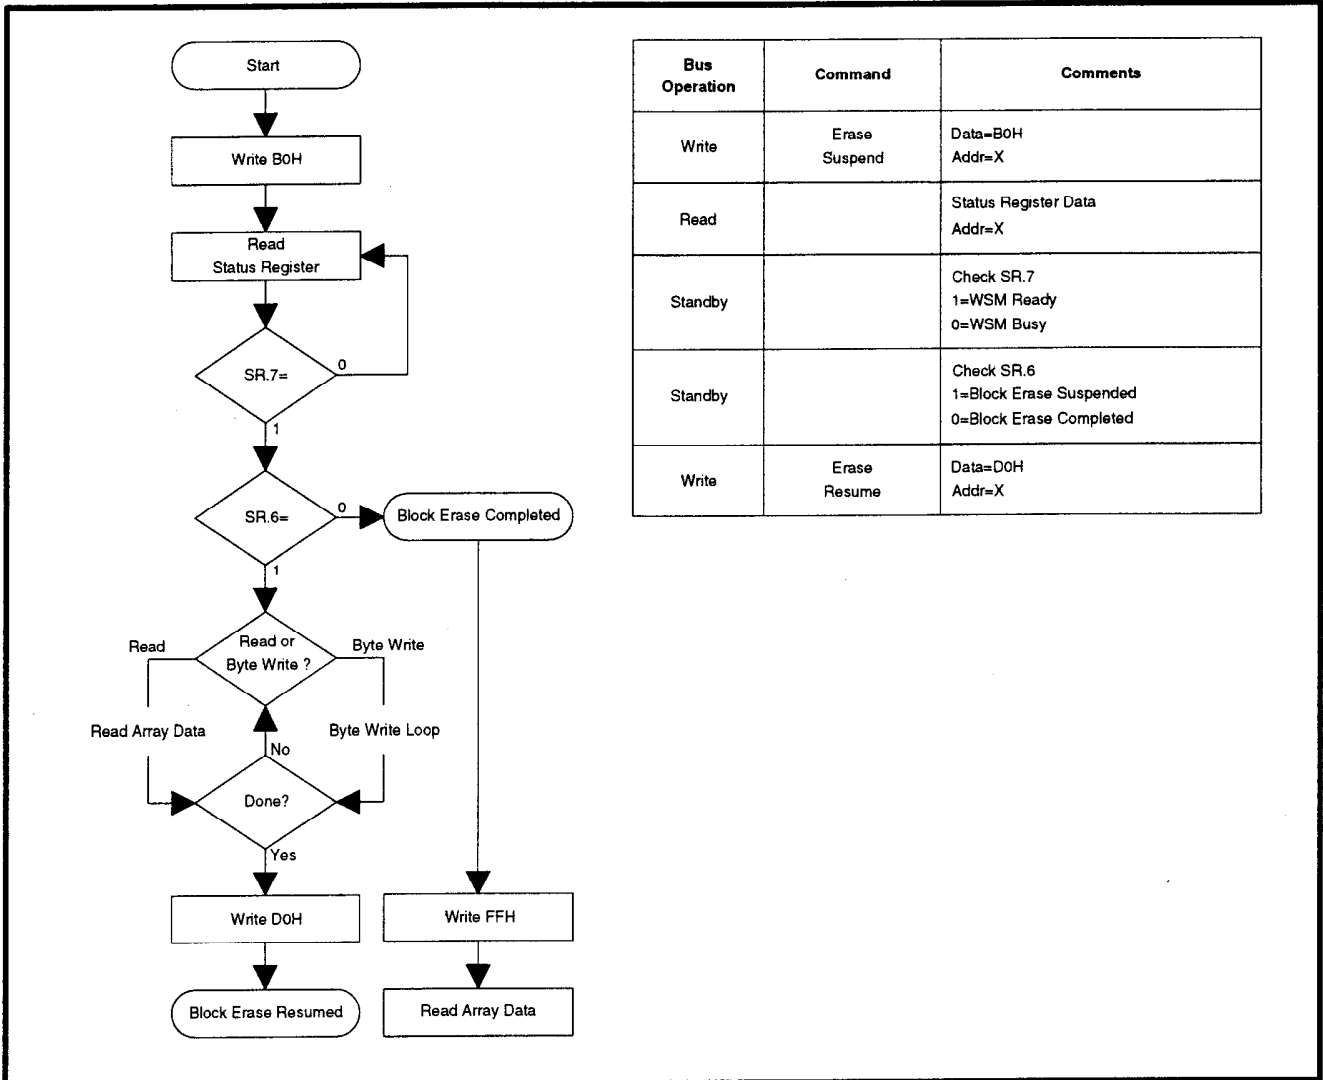 Start
Write B0H
Read
Status Register
SR.7=
0
1
SR.6=
0
Block Erase Completed
1
Read or
Byte Write ?
Read
Byte Write
Read Array Data
Byte Write Loop
No
Done?
Yes
Write D0H
Write FFH
Block Erase Resumed
Read Array Data
Bus
Operation
Command
Comments
Write
Erase
Suspend
Data=B0H
Addr=X
Read
Status Register Data
Addr=X
Standby
Check SR.7
1=WSM Ready
0=WSM Busy
Standby
Check SR.6
1=Block Erase Suspended
0=Block Erase Completed
Write
Erase
Resume
Data=D0H
Addr=X